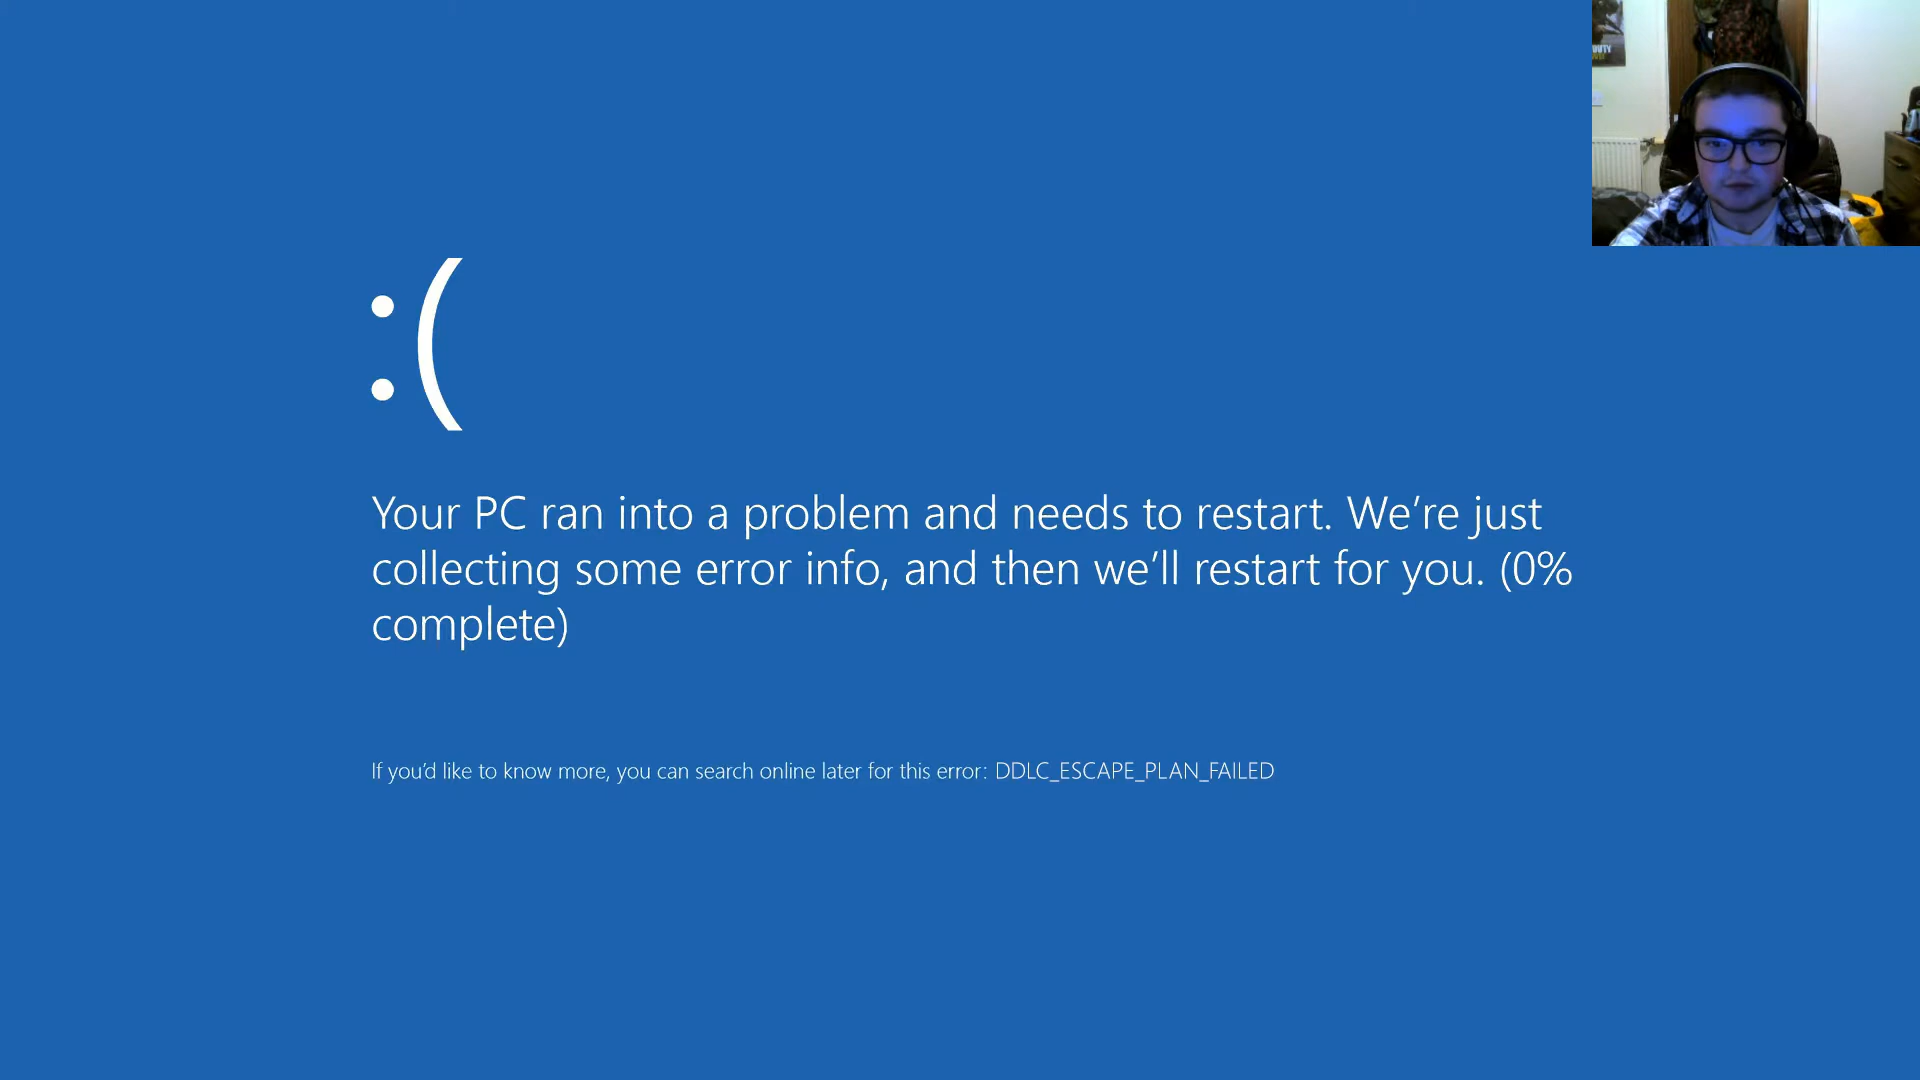 UTY
:(
Your PC ran into a problem and needs to restart. We’re just
collecting some error info, and then we’ll restart for you. (0%
complete)
If you’d like to know more, you can search online later for this error: DDLC_ESCAPE_PLAN_FAILED